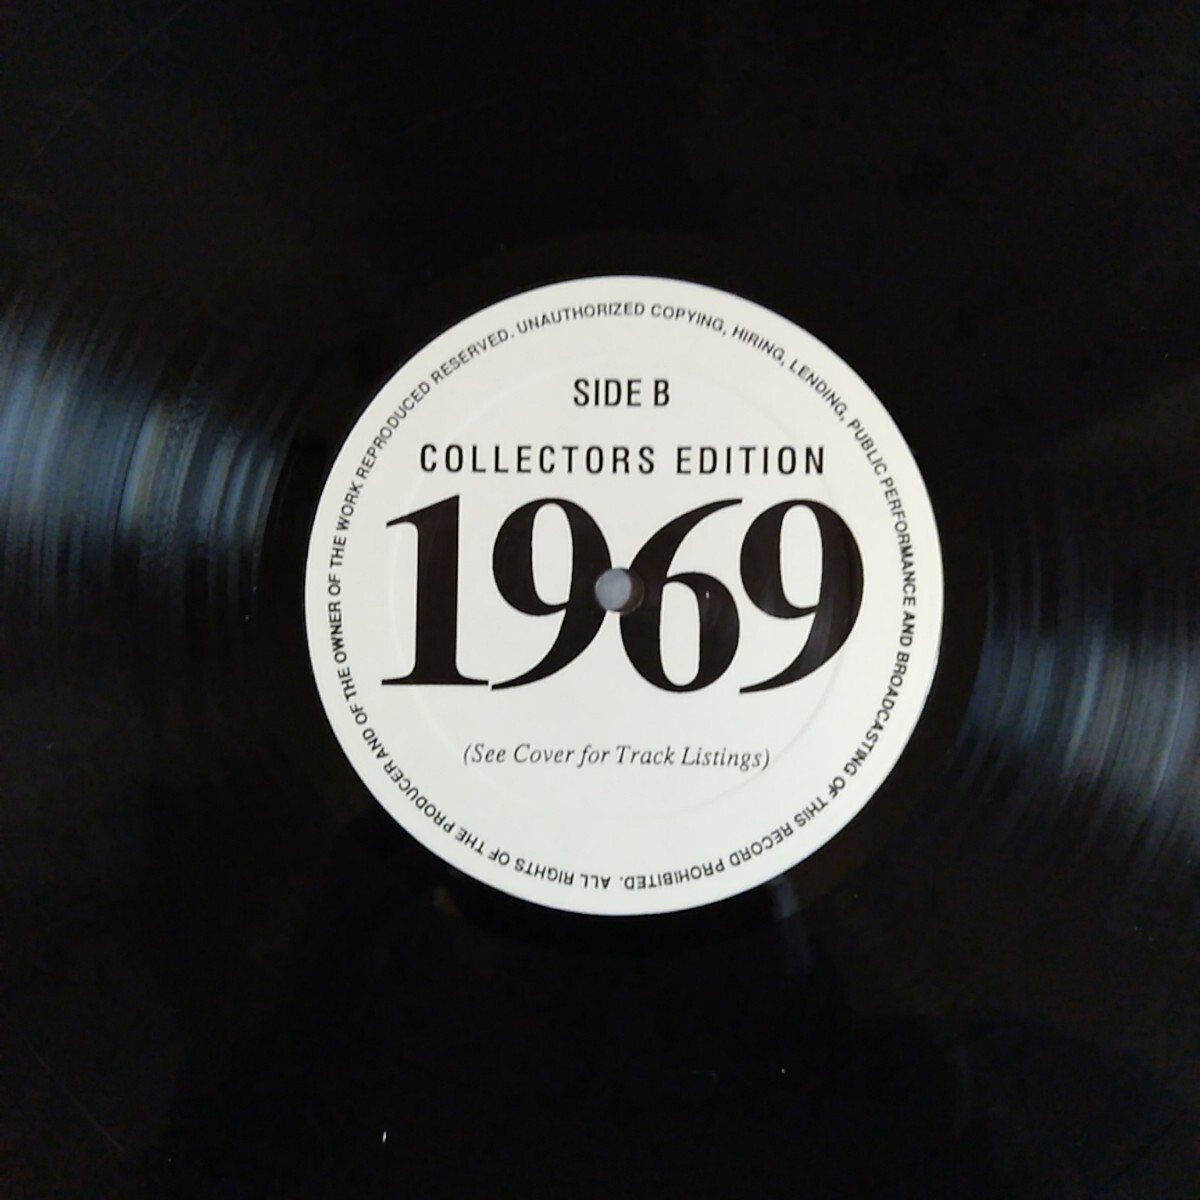 SIDE B
COLLECTORS EDITION
1969
(See Cover for Track Listings)
ALL RIGHTS OF THE PRODUCER AND OF THE OWNER OF THE WORK REPRODUCED RESERVED. UNAUTHORIZED COPYING, HIRING, LENDING, PUBLIC PERFORMANCE AND BROADCASTING OF THIS RECORD PROHIBITED.